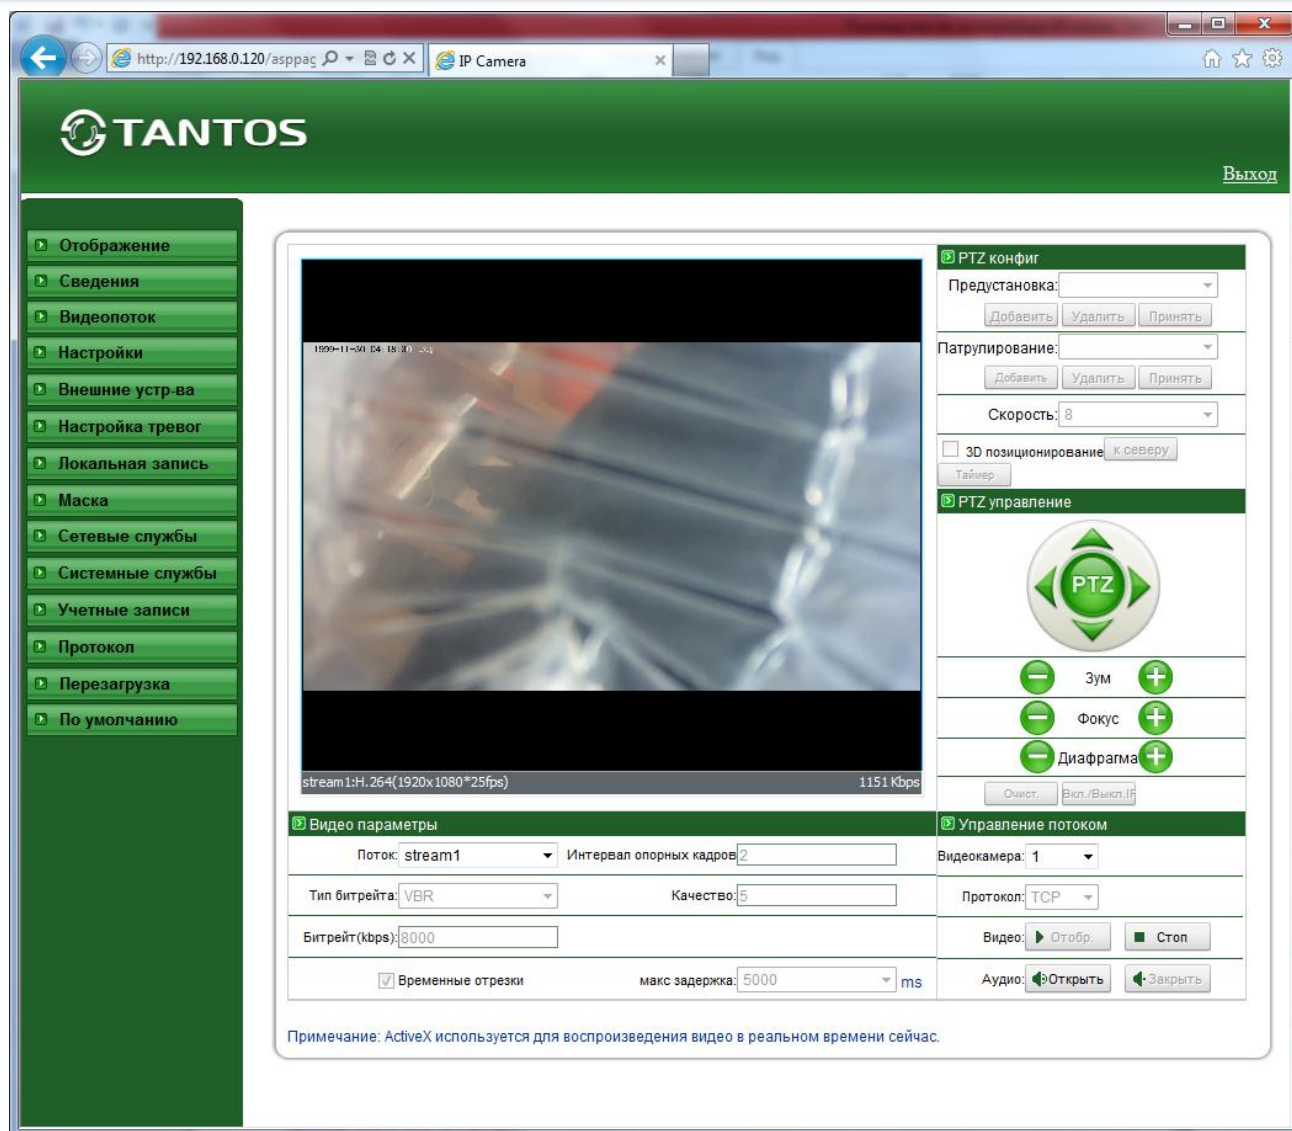 http://192.168.0.120/asppag
IP Camera
TANTOS
Выход
Отображение
Сведения
Видеопоток
Настройки
Внешние устр-ва
Настройка тревог
Локальная запись
Маска
Сетевые службы
Системные службы
Учетные записи
Протокол
Перезагрузка
По умолчанию
stream1:H.264(1920x1080*25fps) 1151 Kbps
PTZ конфиг
Предустановка:
Добавить Удалить Принять
Патрулирование:
Добавить Удалить Принять
Скорость: 8
3D позиционирование к северу
Таймер
PTZ управление
PTZ
Зум
Фокус
Диафрагма
Очист. Вкл./Выкл.IF
Видео параметры
Поток: stream1 Интервал опорных кадров 2
Тип битрейта: VBR Качество: 5
Битрейт(kbps): 8000
Временные отрезки макс задержка: 5000 ms
Управление потоком
Видеокамера: 1
Протокол: TCP
Видео: Отобр. Стоп
Аудио: Открыть Закрыть
Примечание: ActiveX используется для воспроизведения видео в реальном времени сейчас.